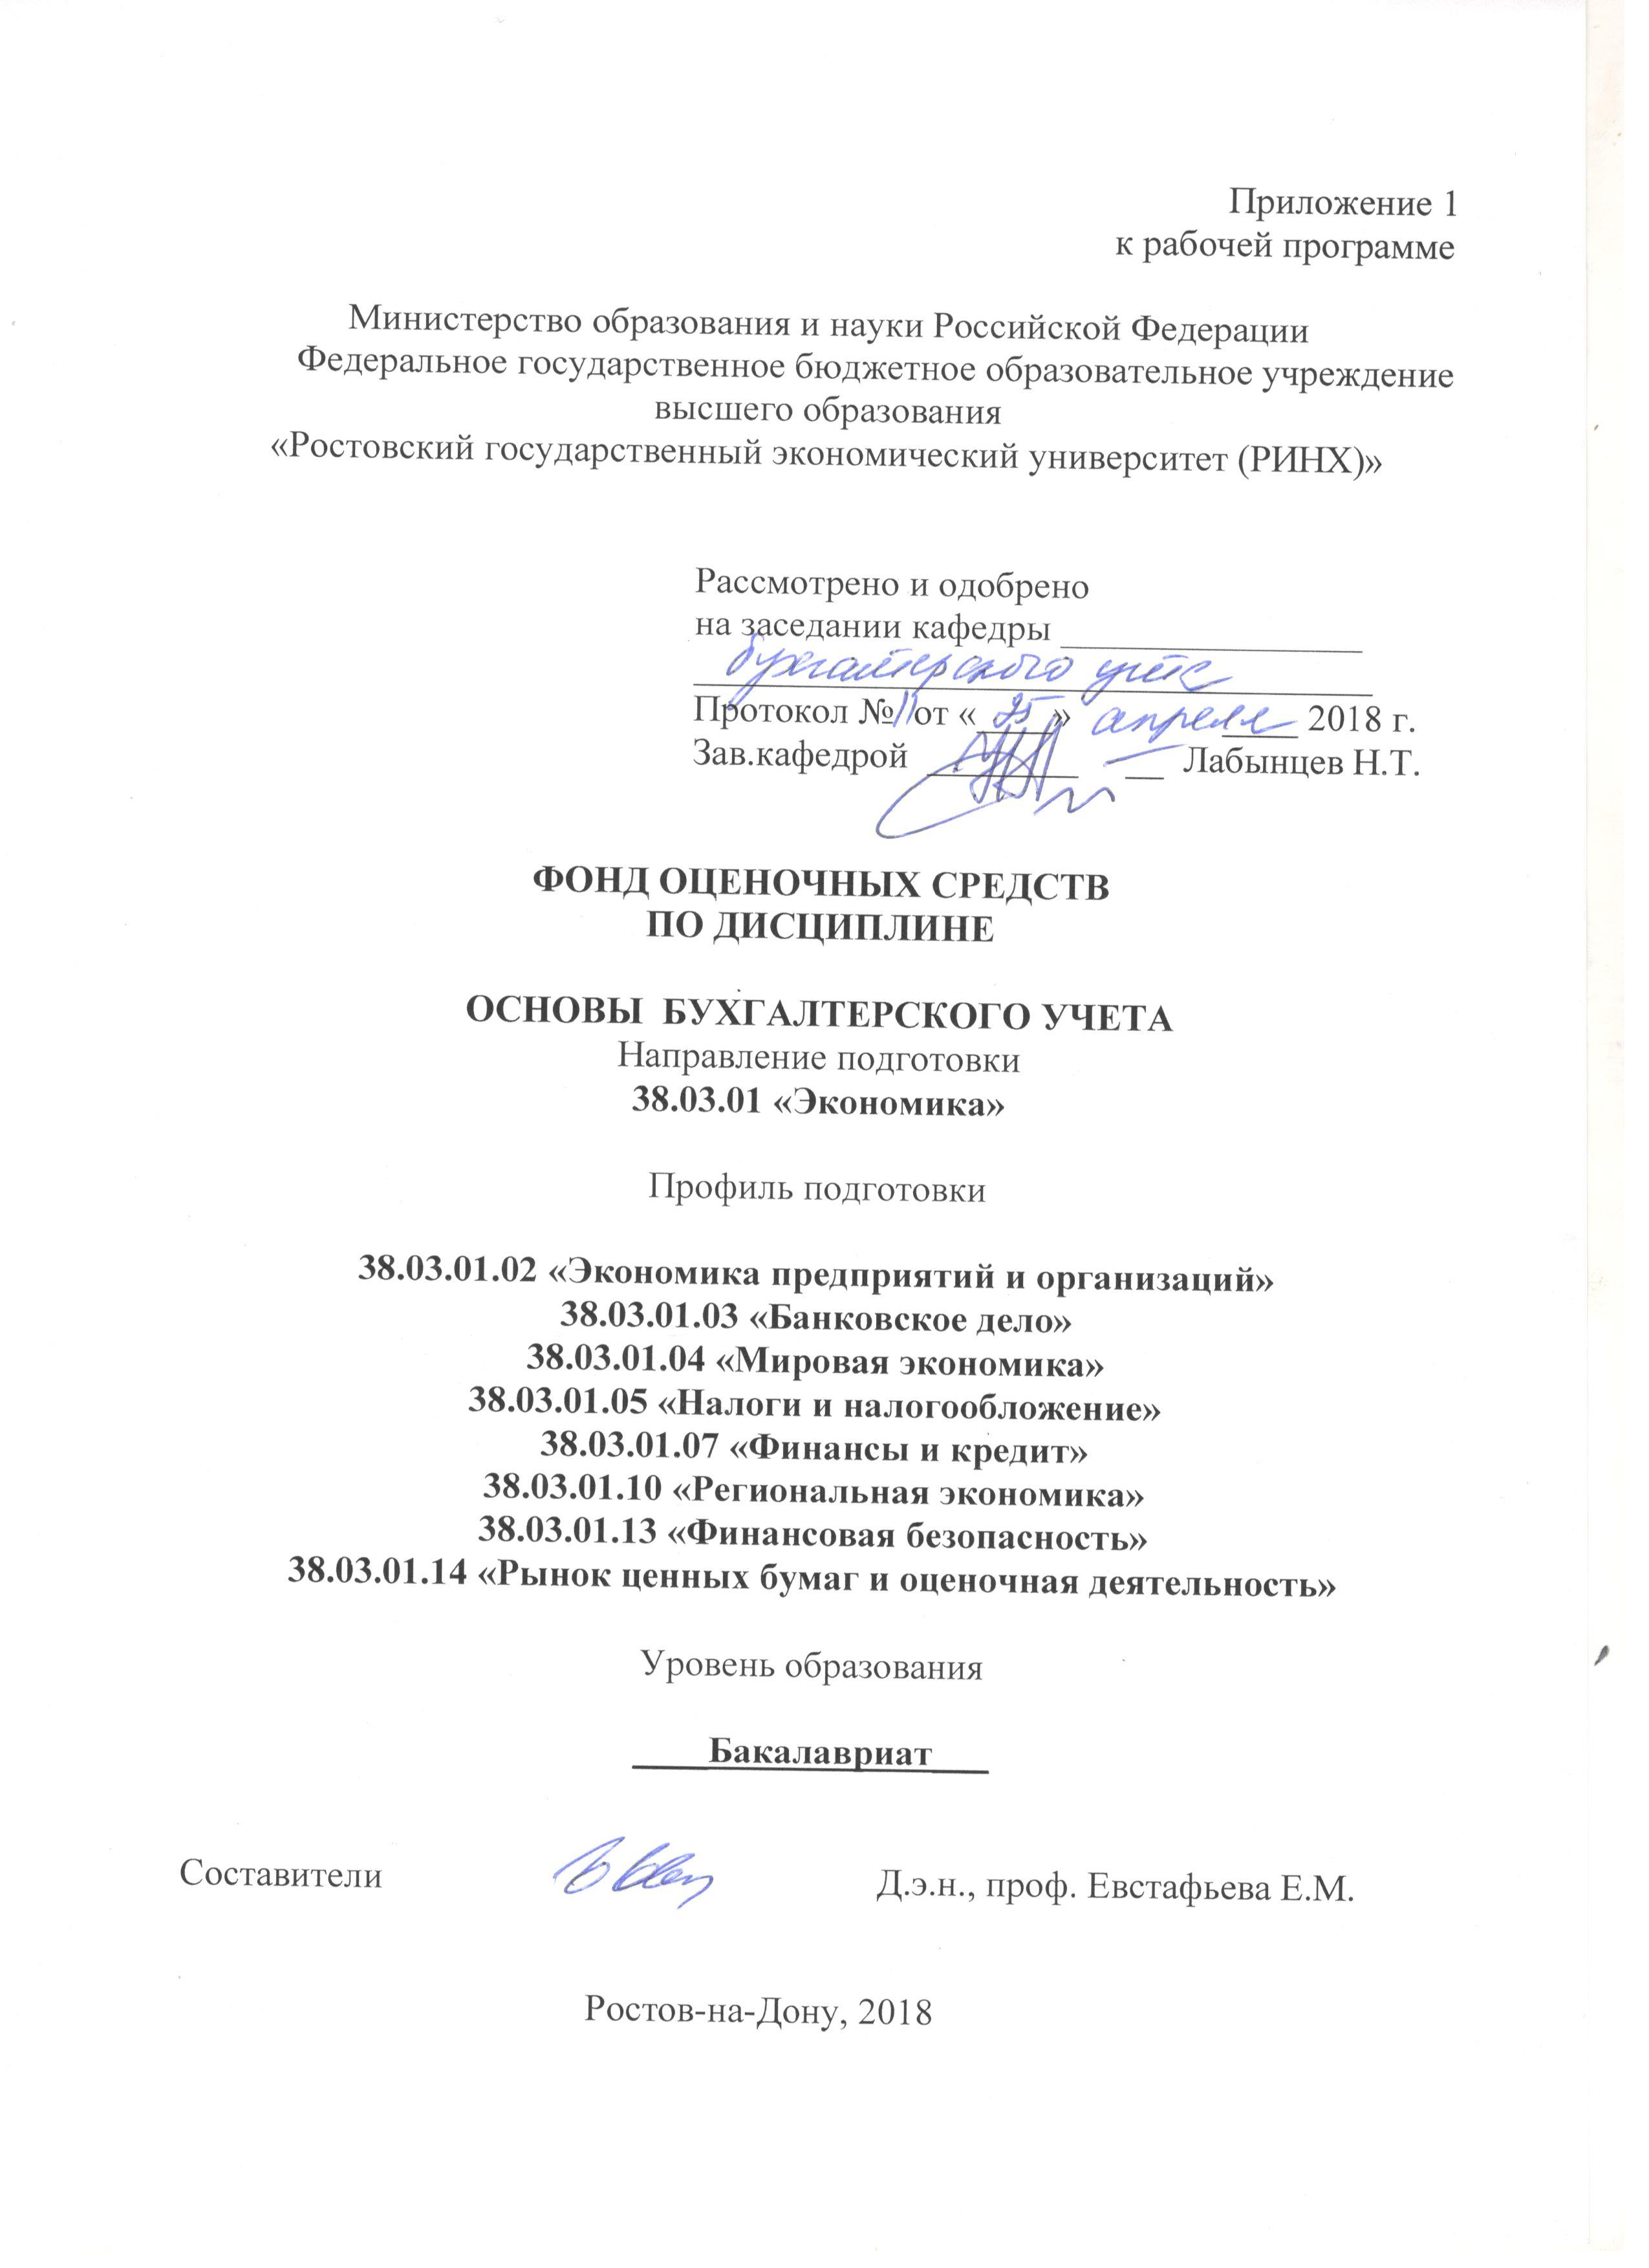 Приложение 1
к рабочей программе
Министерство образования и науки Российской Федерации
Федеральное государственное бюджетное образовательное учреждение
высшего образования
«Ростовский государственный экономический университет (РИНХ)»
Рассмотрено и одобрено
на заседании кафедры ________________
бухгалтерского учета
Протокол № 11 от « 25 » апреля 2018 г.
Зав.кафедрой ________ __ Лабынцев Н.Т.
ФОНД ОЦЕНОЧНЫХ СРЕДСТВ
ПО ДИСЦИПЛИНЕ
ОСНОВЫ БУХГАЛТЕРСКОГО УЧЕТА
Направление подготовки
38.03.01 «Экономика»
Профиль подготовки
38.03.01.02 «Экономика предприятий и организаций»
38.03.01.03 «Банковское дело»
38.03.01.04 «Мировая экономика»
38.03.01.05 «Налоги и налогообложение»
38.03.01.07 «Финансы и кредит»
38.03.01.10 «Региональная экономика»
38.03.01.13 «Финансовая безопасность»
38.03.01.14 «Рынок ценных бумаг и оценочная деятельность»
Уровень образования
Бакалавриат
Составители Д.э.н., проф. Евстафьева Е.М.
Ростов-на-Дону, 2018